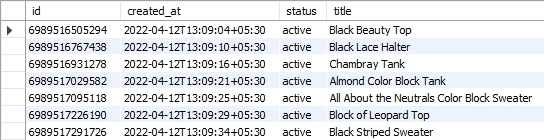 id created_at status title
6989516505294 2022-04-12T13:09:04+05:30 active Black Beauty Top
6989516767438 2022-04-12T13:09:10+05:30 active Black Lace Halter
6989516931278 2022-04-12T13:09:16+05:30 active Chambray Tank
6989517029582 2022-04-12T13:09:21+05:30 active Almond Color Block Tank
6989517095118 2022-04-12T13:09:25+05:30 active All About the Neutrals Color Block Sweater
6989517226190 2022-04-12T13:09:29+05:30 active Block of Leopard Top
6989517291726 2022-04-12T13:09:34+05:30 active Black Striped Sweater